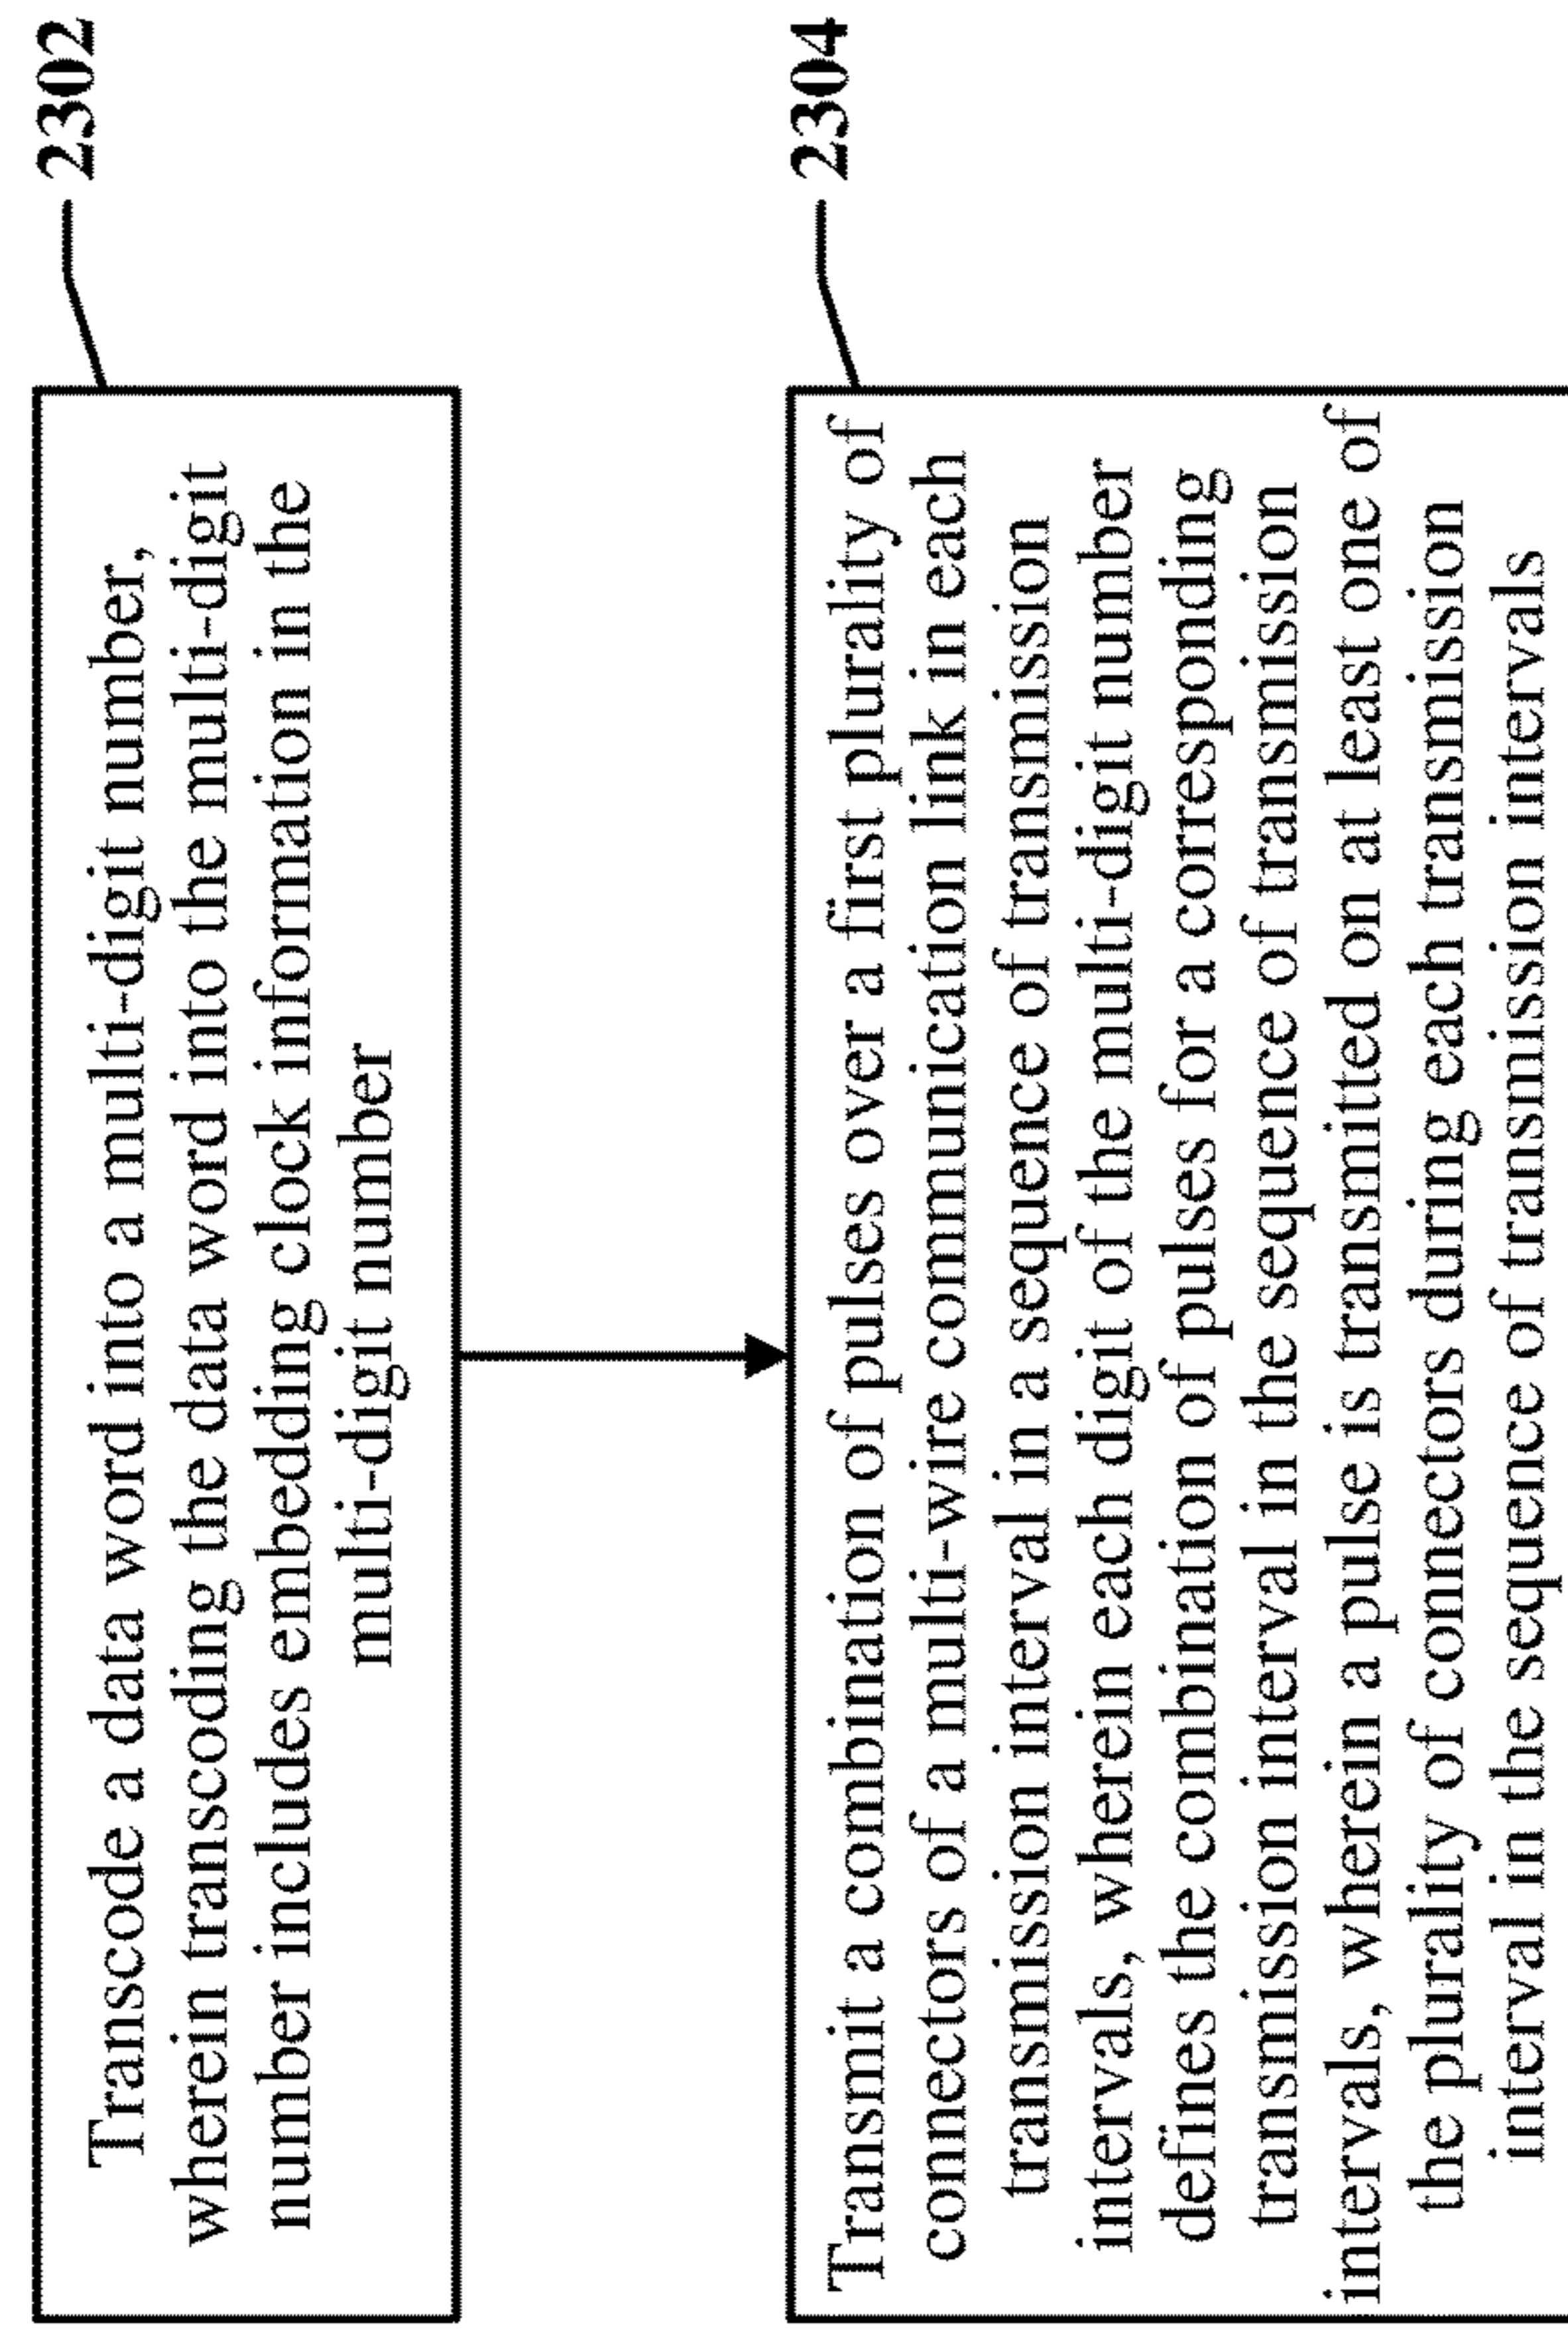 2302
Transcode a data word into a multi-digit number,
wherein transcoding the data word into the multi-digit
number includes embedding clock information in the
multi-digit number
2304
Transmit a combination of pulses over a first plurality of
connectors of a multi-wire communication link in each
transmission interval in a sequence of transmission
intervals, wherein each digit of the multi-digit number
defines the combination of pulses for a corresponding
transmission interval in the sequence of transmission
intervals, wherein a pulse is transmitted on at least one of
the plurality of connectors during each transmission
interval in the sequence of transmission intervals